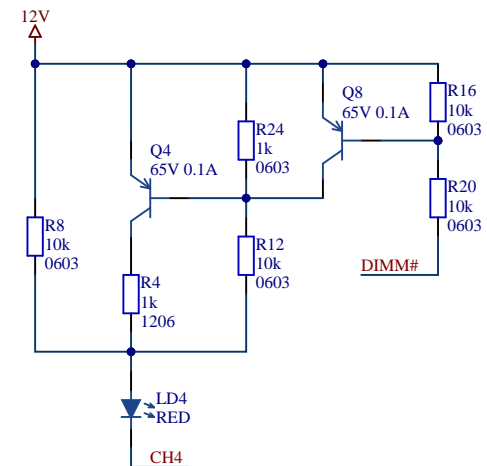 12V
Q8
65V 0.1A
R16
10k
0603
R24
1k
0603
Q4
65V 0.1A
R20
10k
0603
R8
10k
0603
R12
10k
0603
DIMM#
R4
1k
1206
LD4
RED
CH4